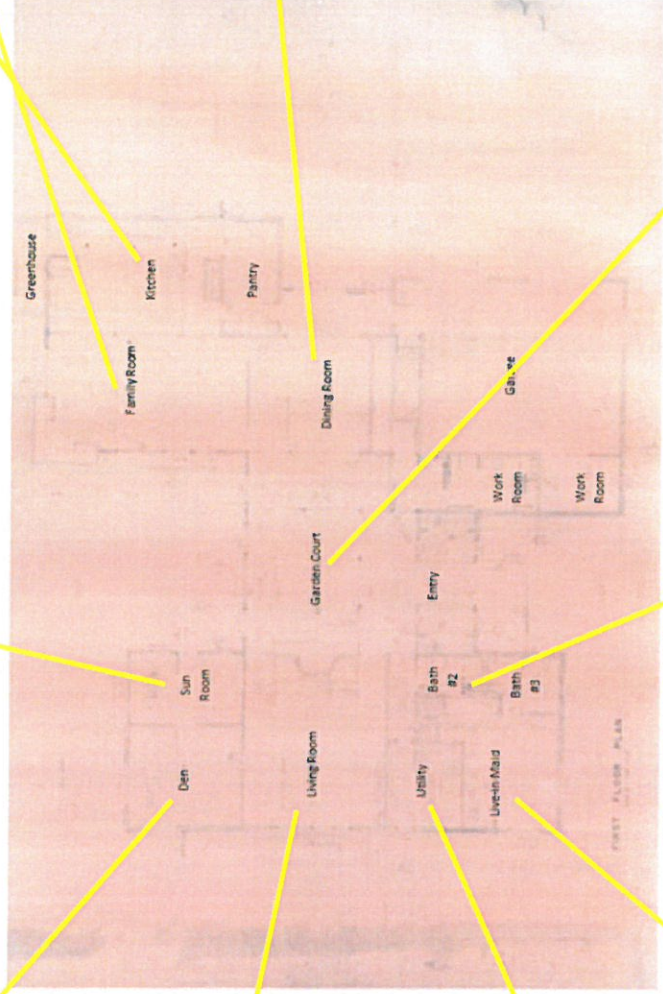 Greenhouse
Family Room
Kitchen
Den
Sun
Room
Pantry
Living Room
Garden Court
Dining Room
Utility
Bath
#2
Entry
Live-in Maid
Bath
#3
Work
Room
Garage
Work
Room
FIRST FLOOR PLAN